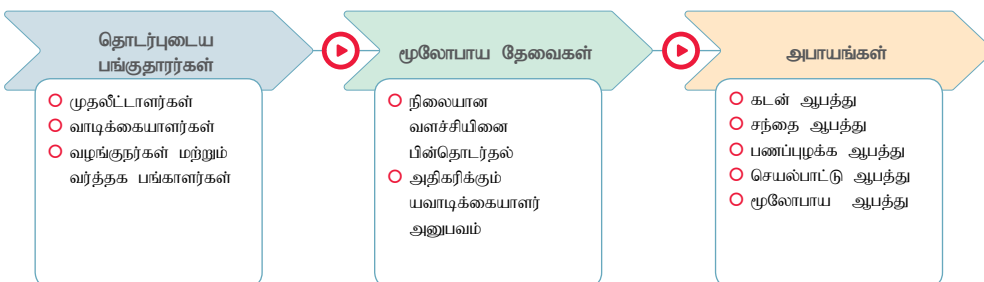 தொடர்புடைய
பங்குதாரர்கள்
முதலீட்டாளர்கள்
வாடிக்கையாளர்கள்
வழங்குநர்கள் மற்றும்
வர்த்தக பங்காளர்கள்
மூலோபாய தேவைகள்
நிலையான
வளச்சியினை
பின்தொடர்தல்
அதிகரிக்கும்
யவாடிக்கையாளர்
அனுபவம்
அபாயங்கள்
கடன் ஆபத்து
சந்தை ஆபத்து
பணப்புழக்க ஆபத்து
செயல்பாட்டு ஆபத்து
மூலோபாய ஆபத்து